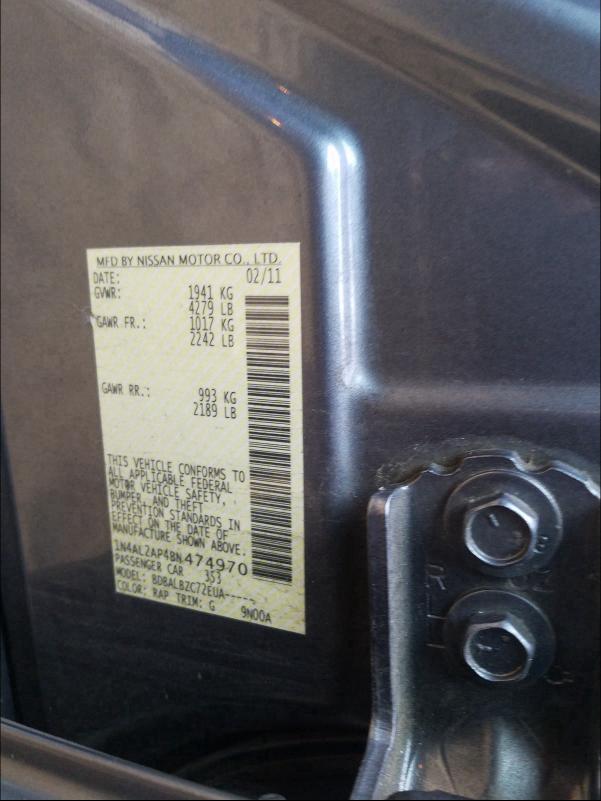 MFD BY NISSAN MOTOR CO., LTD.
DATE: 02/11
GVWR: 1941 KG
4279 LB
GAWR FR.: 1017 KG
2242 LB
GAWR RR.: 993 KG
2189 LB
THIS VEHICLE CONFORMS TO
ALL APPLICABLE FEDERAL
MOTOR VEHICLE SAFETY,
BUMPER, AND THEFT
PREVENTION STANDARDS IN
EFFECT ON THE DATE OF
MANUFACTURE SHOWN ABOVE.
1N4AL2AP4BN474970
PASSENGER CAR 353
MODEL: BDBALBZC72EUA-----
COLOR: RAP TRIM: G 9N00A
R